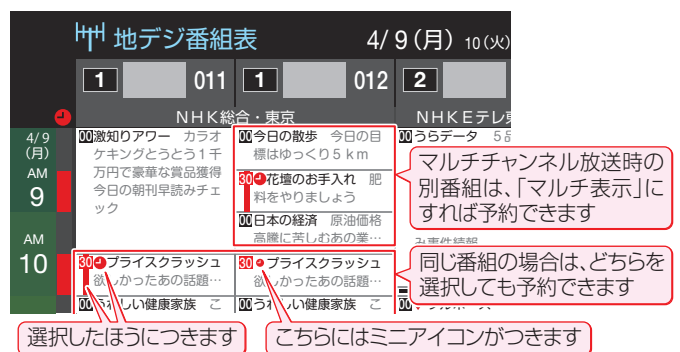 地デジ番組表 4/ 9(月) 10(火)
1 011 1 012 2
NHK総合・東京 NHKEテレ
4/9
(月)
AM
9
AM
10
00激知りアワー カラオ
ケキングとうとう1千
万円で豪華な賞品獲得
今日の朝刊早読みチェ
ック
30プライスクラッシュ
欲しかったあの話題…
00うれしい健康家族 こ
00今日の散歩 今日の目
標はゆっくり5km
30花壇のお手入れ 肥
料をやりましょう
00日本の経済 原油価格
高騰に苦しむあの業…
30プライスクラッシュ
欲しかったあの話題…
00うれしい健康家族 こ
00うらデータ 5
マルチチャンネル放送時の
別番組は、「マルチ表示」に
すれば予約できます
同じ番組の場合は、どちらを
選択しても予約できます
選択したほうにつきます
こちらにはミニアイコンがつきます